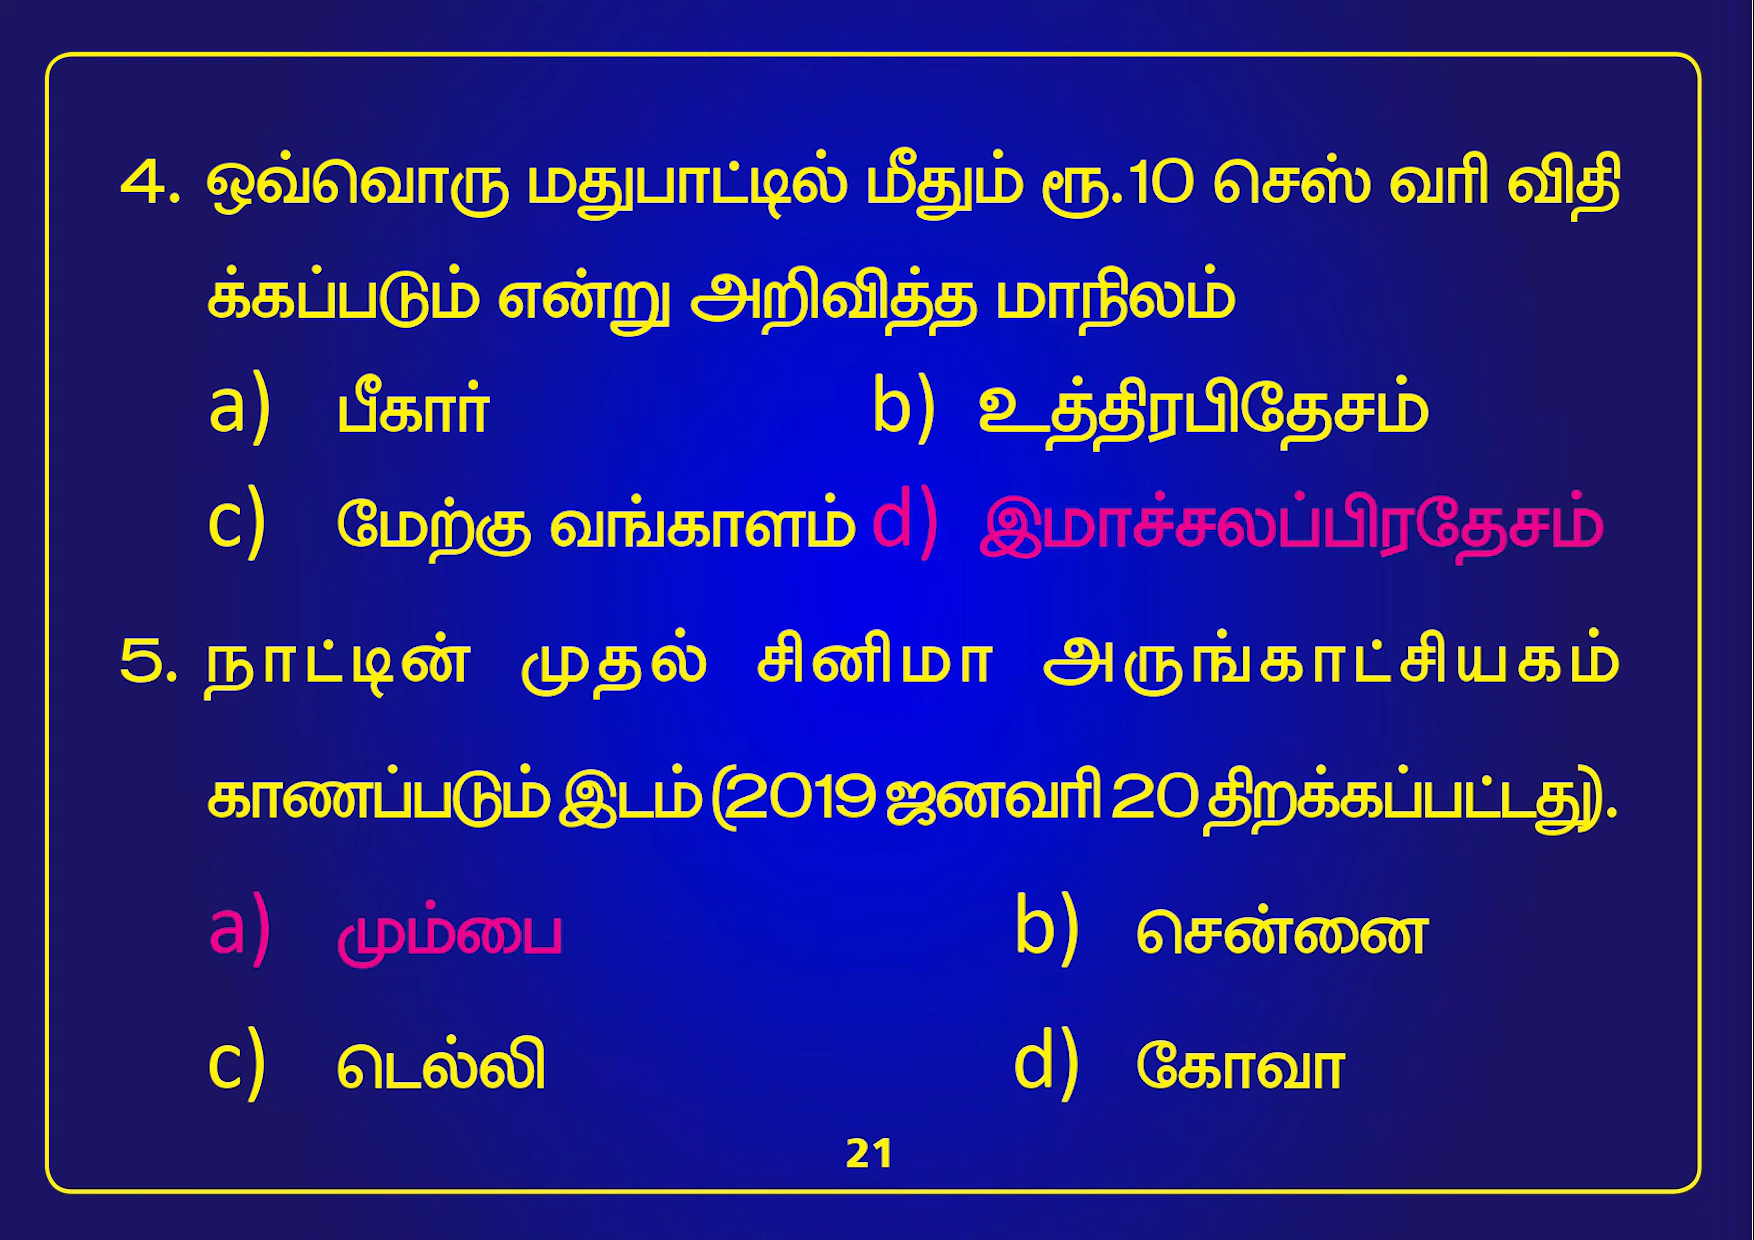 4. ஒவ்வொரு மதுபாட்டில் மீதும் ரூ.10 செஸ் வரி விதி
க்கப்படும் என்று அறிவித்த மாநிலம்
a) பீகார் b) உத்திரபிதேசம்
c) மேற்கு வங்காளம் d) இமாச்சலப்பிரதேசம்
5. நாட்டின் முதல் சினிமா அருங்காட்சியகம்
காணப்படும் இடம் (2019 ஜனவரி 20 திறக்கப்பட்டது).
a) மும்பை b) சென்னை
c) டெல்லி d) கோவா
21